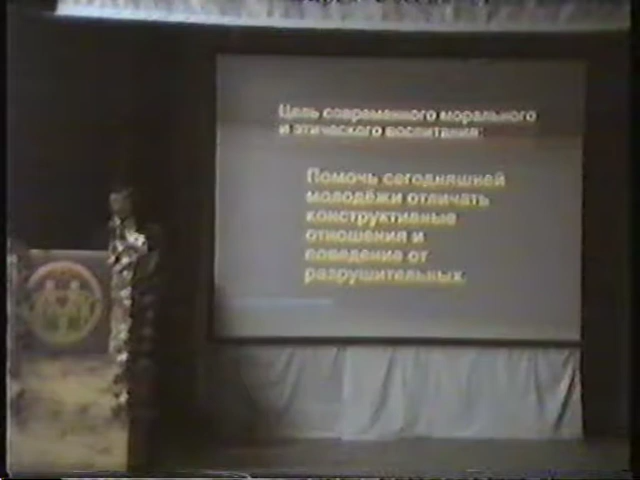 Цель современного морального
и этического воспитания:
Помочь сегодняшней
молодёжи отличать
конструктивные
отношения и
поведение от
разрушительных